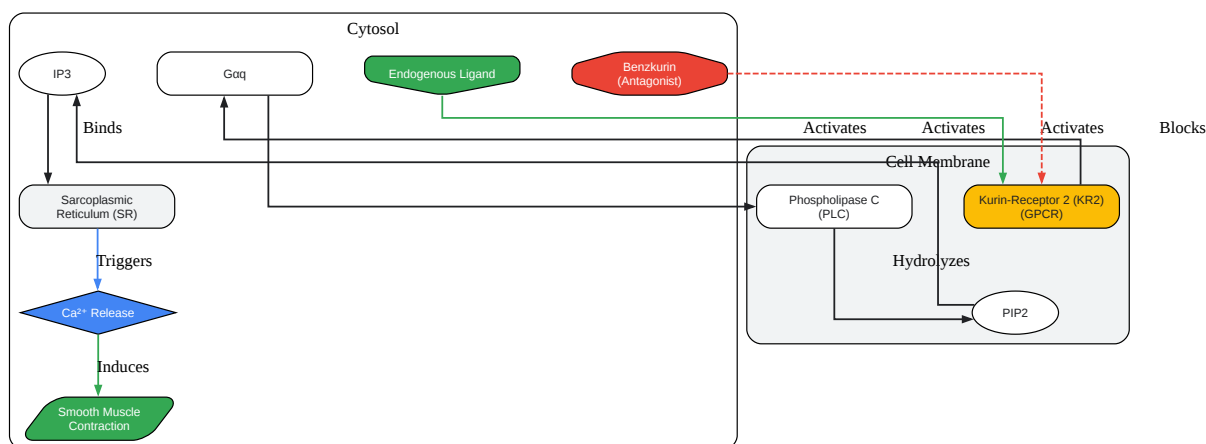 Cytosol
IP3
Gαq
Endogenous Ligand
Benzkurin
(Antagonist)
Binds
Activates
Activates
Activates
Blocks
Cell Membrane
Sarcoplasmic
Reticulum (SR)
Phospholipase C
(PLC)
Kurin-Receptor 2 (KR2)
(GPCR)
Triggers
Hydrolyzes
Ca²⁺ Release
PIP2
Induces
Smooth Muscle
Contraction